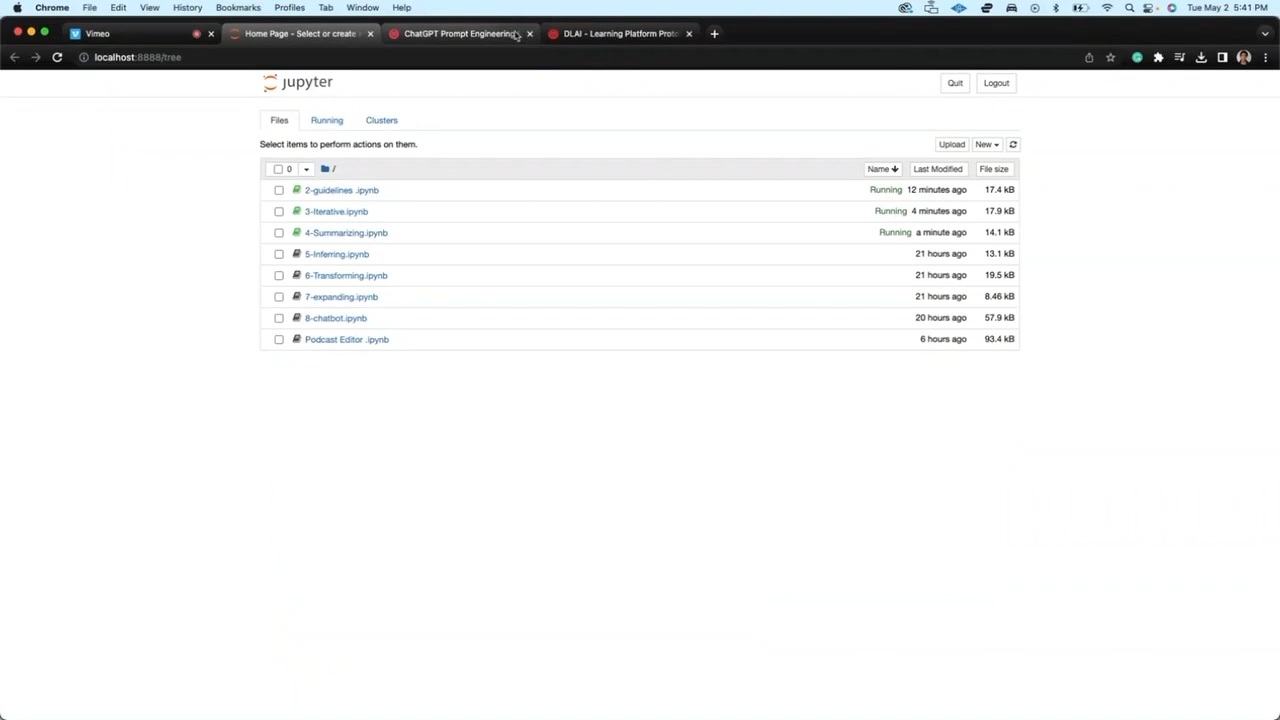 Chrome File Edit View History Bookmarks Profiles Tab Window Help Tue May 2 5:41 PM
Vimeo Home Page - Select or create ChatGPT Prompt Engineering DLAI - Learning Platform Proto
localhost:8888/tree
jupyter Quit Logout
Files Running Clusters
Select items to perform actions on them. Upload New
0 / Name Last Modified File size
2-guidelines .ipynb Running 12 minutes ago 17.4 kB
3-Iterative.ipynb Running 4 minutes ago 17.9 kB
4-Summarizing.ipynb Running a minute ago 14.1 kB
5-Inferring.ipynb 21 hours ago 13.1 kB
6-Transforming.ipynb 21 hours ago 19.5 kB
7-expanding.ipynb 21 hours ago 8.46 kB
8-chatbot.ipynb 20 hours ago 57.9 kB
Podcast Editor .ipynb 6 hours ago 93.4 kB